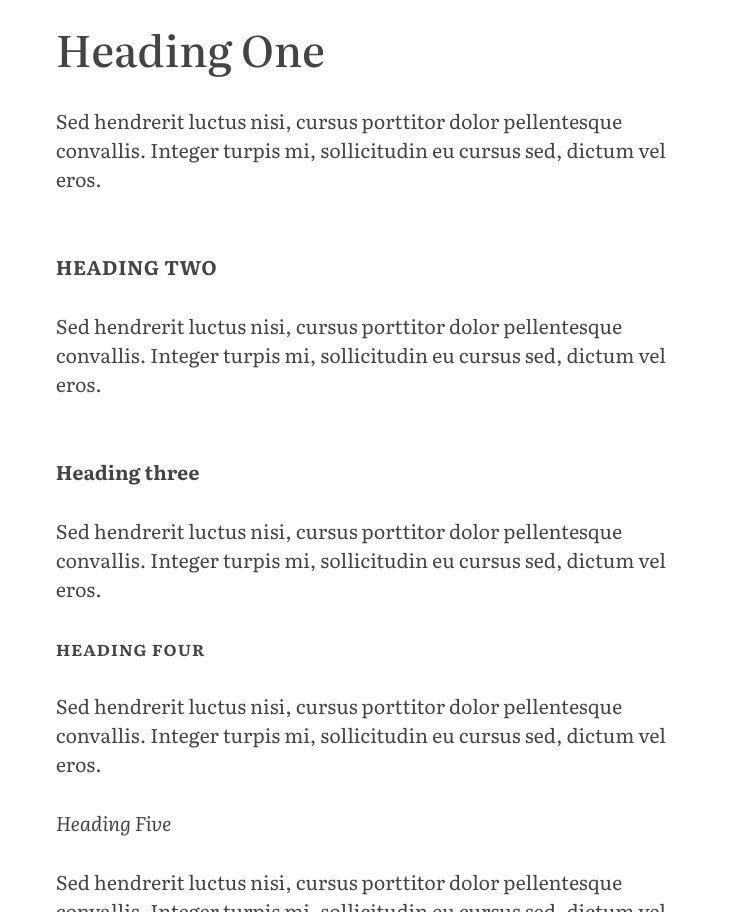 Heading One
Sed hendrerit luctus nisi, cursus porttitor dolor pellentesque
convallis. Integer turpis mi, sollicitudin eu cursus sed, dictum vel
eros.
HEADING TWO
Sed hendrerit luctus nisi, cursus porttitor dolor pellentesque
convallis. Integer turpis mi, sollicitudin eu cursus sed, dictum vel
eros.
Heading three
Sed hendrerit luctus nisi, cursus porttitor dolor pellentesque
convallis. Integer turpis mi, sollicitudin eu cursus sed, dictum vel
eros.
HEADING FOUR
Sed hendrerit luctus nisi, cursus porttitor dolor pellentesque
convallis. Integer turpis mi, sollicitudin eu cursus sed, dictum vel
eros.
Heading Five
Sed hendrerit luctus nisi, cursus porttitor dolor pellentesque
convallis. Integer turpis mi, sollicitudin eu cursus sed, dictum vel